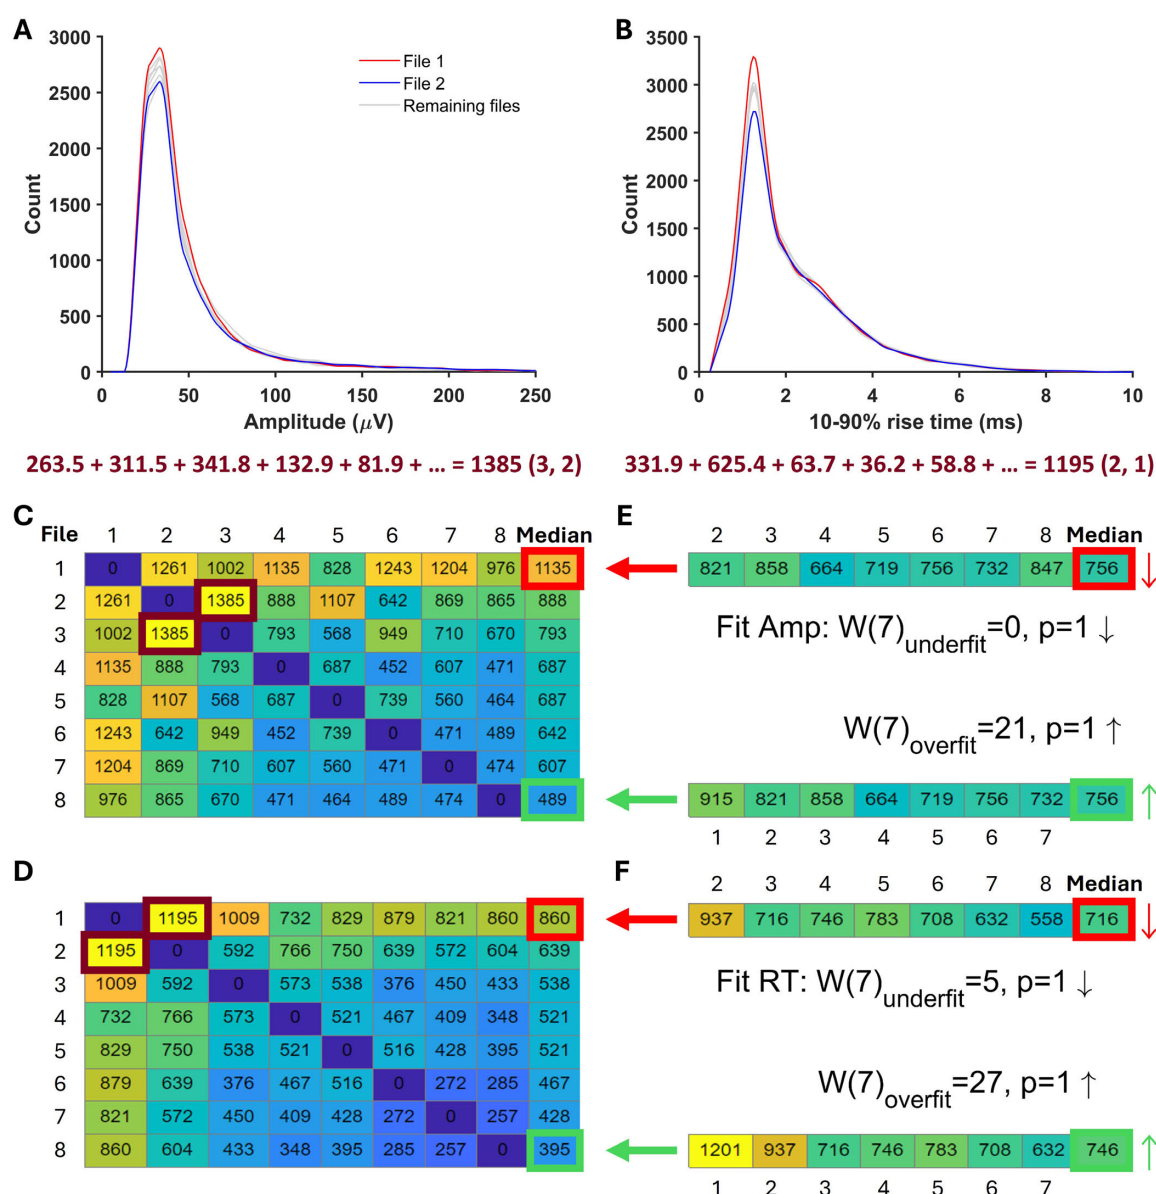 A
3000
2500
2000
1500
1000
500
0
Count
0 50 100 150 200 250
Amplitude (μV)
File 1
File 2
Remaining files
B
3500
3000
2500
3000
1500
1000
500
0
Count
0 2 4 6 8 10
10-90% rise time (ms)
263.5 + 311.5 + 341.8 + 132.9 + 81.9 + ... = 1385 (3, 2)
331.9 + 625.4 + 63.7 + 36.2 + 58.8 + ... = 1195 (2, 1)
C
File 1 2 3 4 5 6 7 8 Median
1 0 1261 1002 1135 828 1243 1204 976 1135
2 1261 0 1385 888 1107 642 869 865 888
3 1002 1385 0 793 568 949 710 670 793
4 1135 888 793 0 687 452 607 471 687
5 828 1107 568 687 0 739 560 464 687
6 1243 642 949 452 739 0 471 489 642
7 1204 869 710 607 560 471 0 474 607
8 976 865 670 471 464 489 474 0 489
E
2 3 4 5 6 7 8 Median
821 858 664 719 756 732 847 756 ↓
Fit Amp: W(7)underfit=0, p=1 ↓
W(7)overfit=21, p=1 ↑
915 821 858 664 719 756 732 756 ↑
1 2 3 4 5 6 7
D
1 0 1195 1009 732 829 879 821 860 860
2 1195 0 592 766 750 639 572 604 639
3 1009 592 0 573 538 376 450 433 538
4 732 766 573 0 521 467 409 348 521
5 829 750 538 521 0 516 428 395 521
6 879 639 376 467 516 0 272 285 467
7 821 572 450 409 428 272 0 257 428
8 860 604 433 348 395 285 257 0 395
F
2 3 4 5 6 7 8 Median
937 716 746 783 708 632 558 716 ↓
Fit RT: W(7)underfit=5, p=1 ↓
W(7)overfit=27, p=1 ↑
1201 937 716 746 783 708 632 746 ↑
1 2 3 4 5 6 7